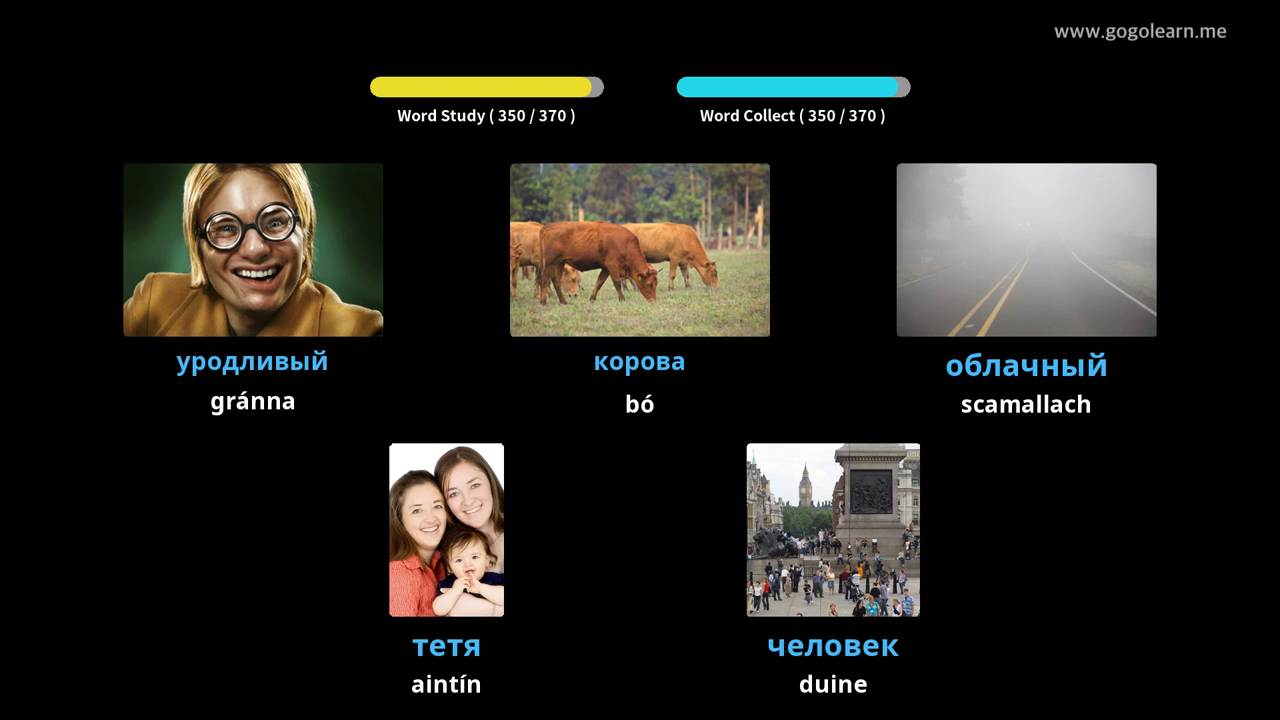 www.gogolearn.me
Word Study ( 350 / 370 )
Word Collect ( 350 / 370 )
уродливый
gránna
корова
bó
облачный
scamallach
тетя
aintín
человек
duine